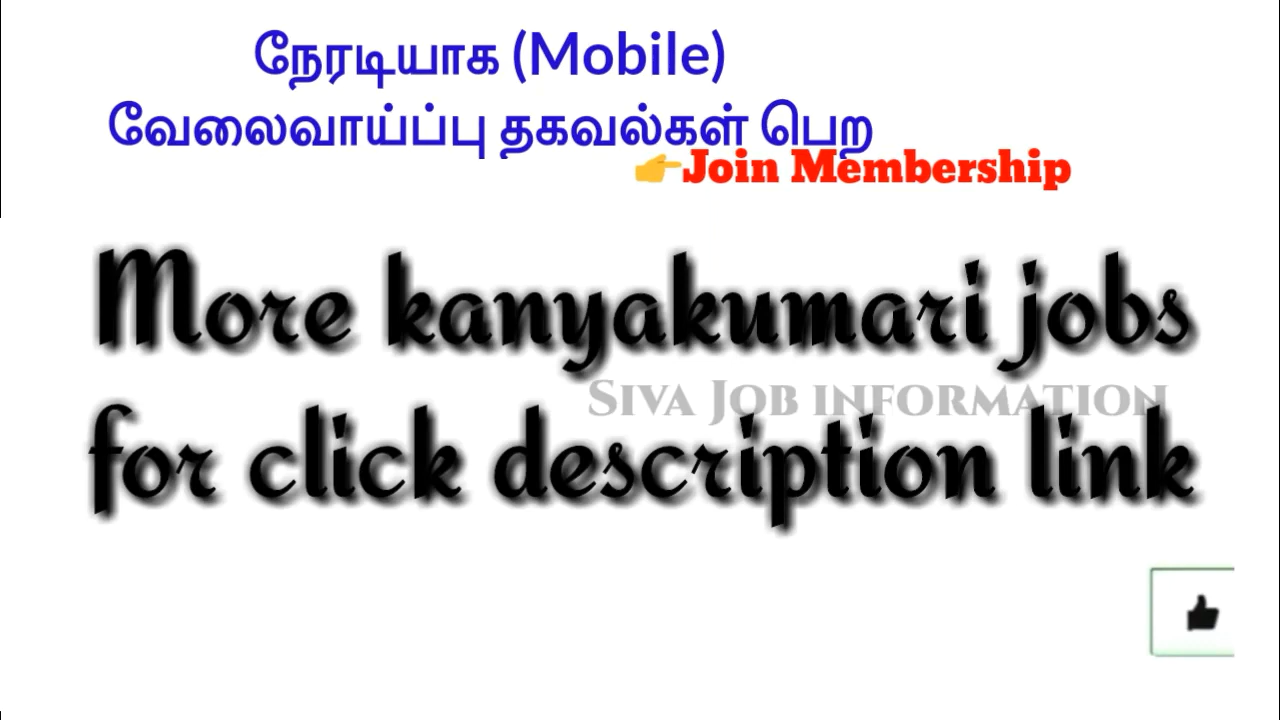 நேரடியாக (Mobile)
வேலைவாய்ப்பு தகவல்கள் பெற
👉Join Membership
More kanyakumari jobs
SIVA JOB INFORMATION
for click description link